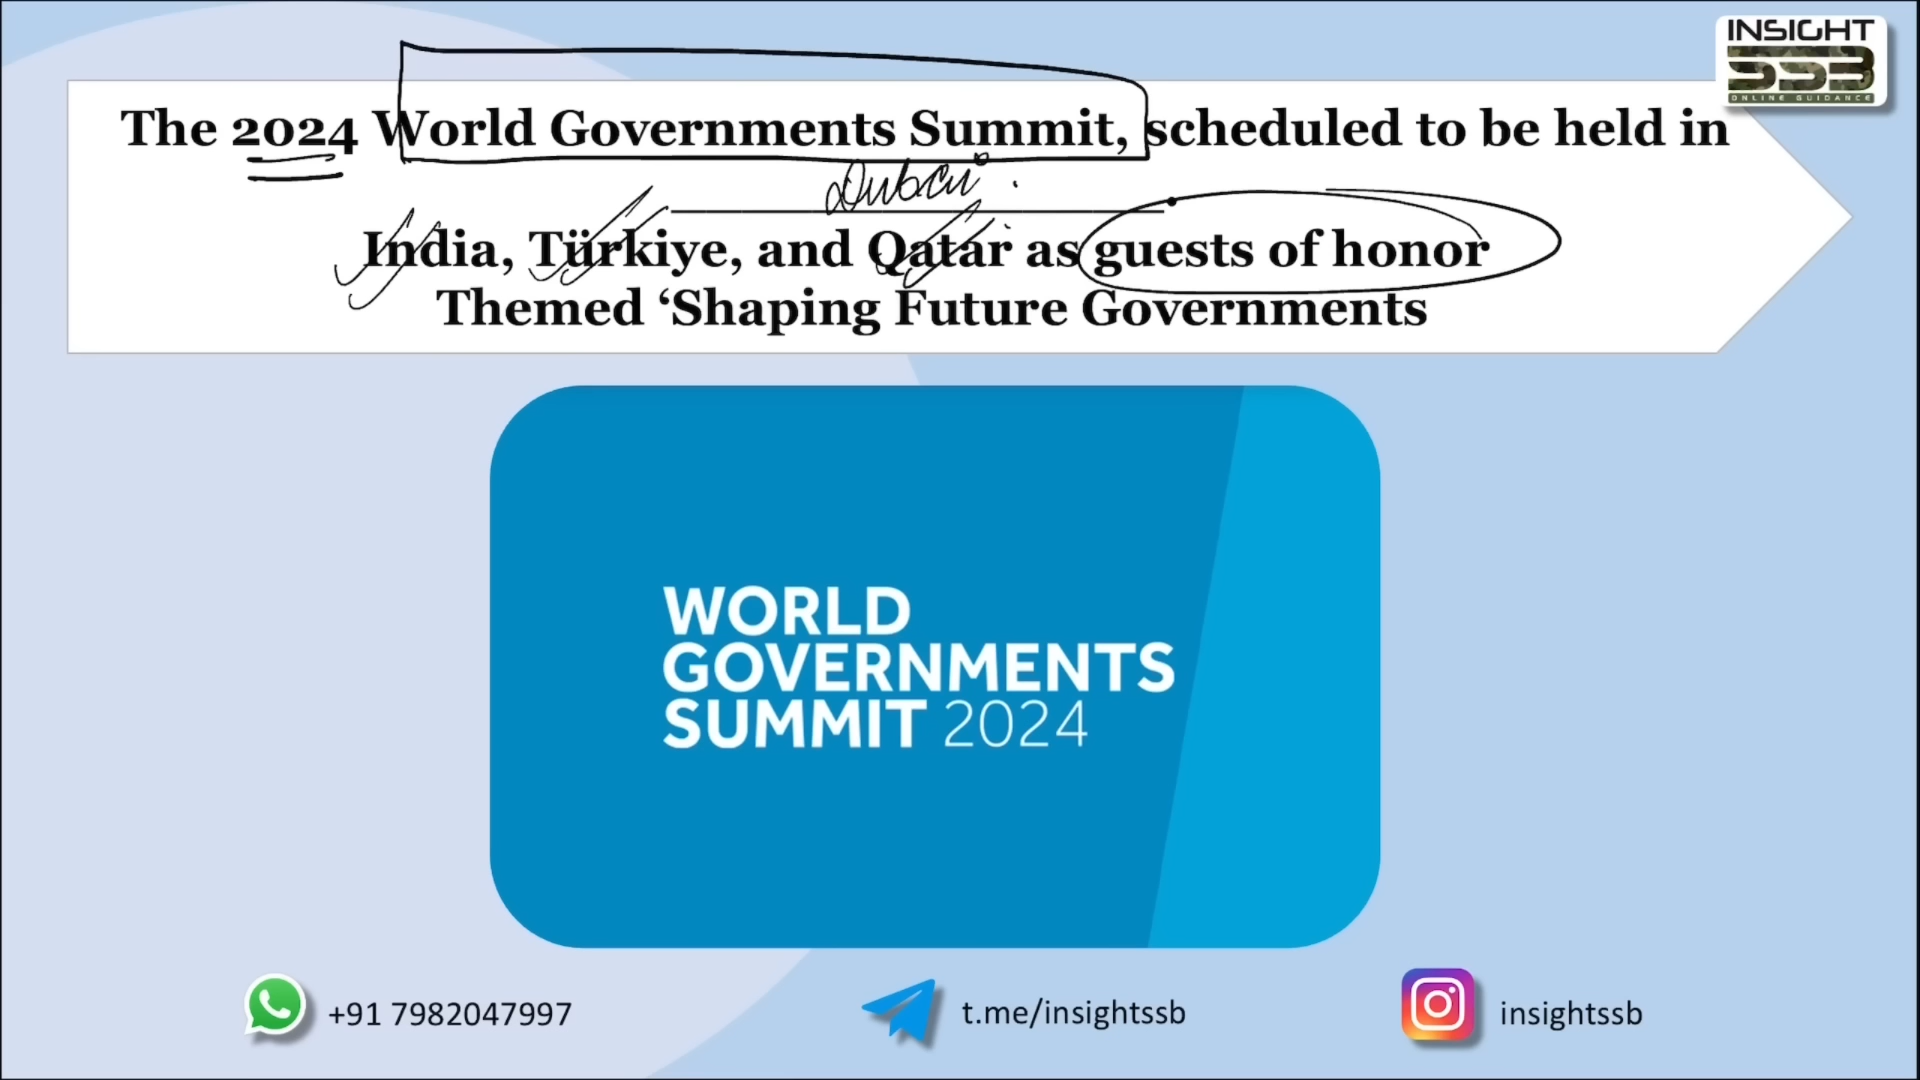 INSIGHT
SSB
ONLINE GUIDANCE
The 2024 World Governments Summit, scheduled to be held in
Dubai.
India, Türkiye, and Qatar as guests of honor
Themed ‘Shaping Future Governments
WORLD
GOVERNMENTS
SUMMIT 2024
+91 7982047997
t.me/insightssb
insightssb